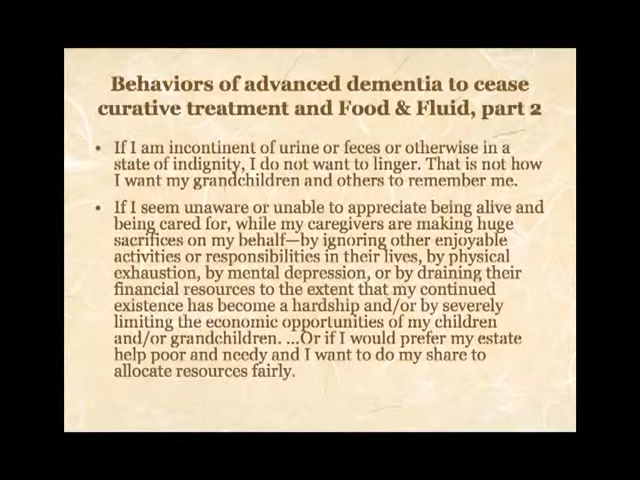 Behaviors of advanced dementia to cease
curative treatment and Food & Fluid, part 2
• If I am incontinent of urine or feces or otherwise in a
state of indignity, I do not want to linger. That is not how
I want my grandchildren and others to remember me.
• If I seem unaware or unable to appreciate being alive and
being cared for, while my caregivers are making huge
sacrifices on my behalf—by ignoring other enjoyable
activities or responsibilities in their lives, by physical
exhaustion, by mental depression, or by draining their
financial resources to the extent that my continued
existence has become a hardship and/or by severely
limiting the economic opportunities of my children
and/or grandchildren. ...Or if I would prefer my estate
help poor and needy and I want to do my share to
allocate resources fairly.